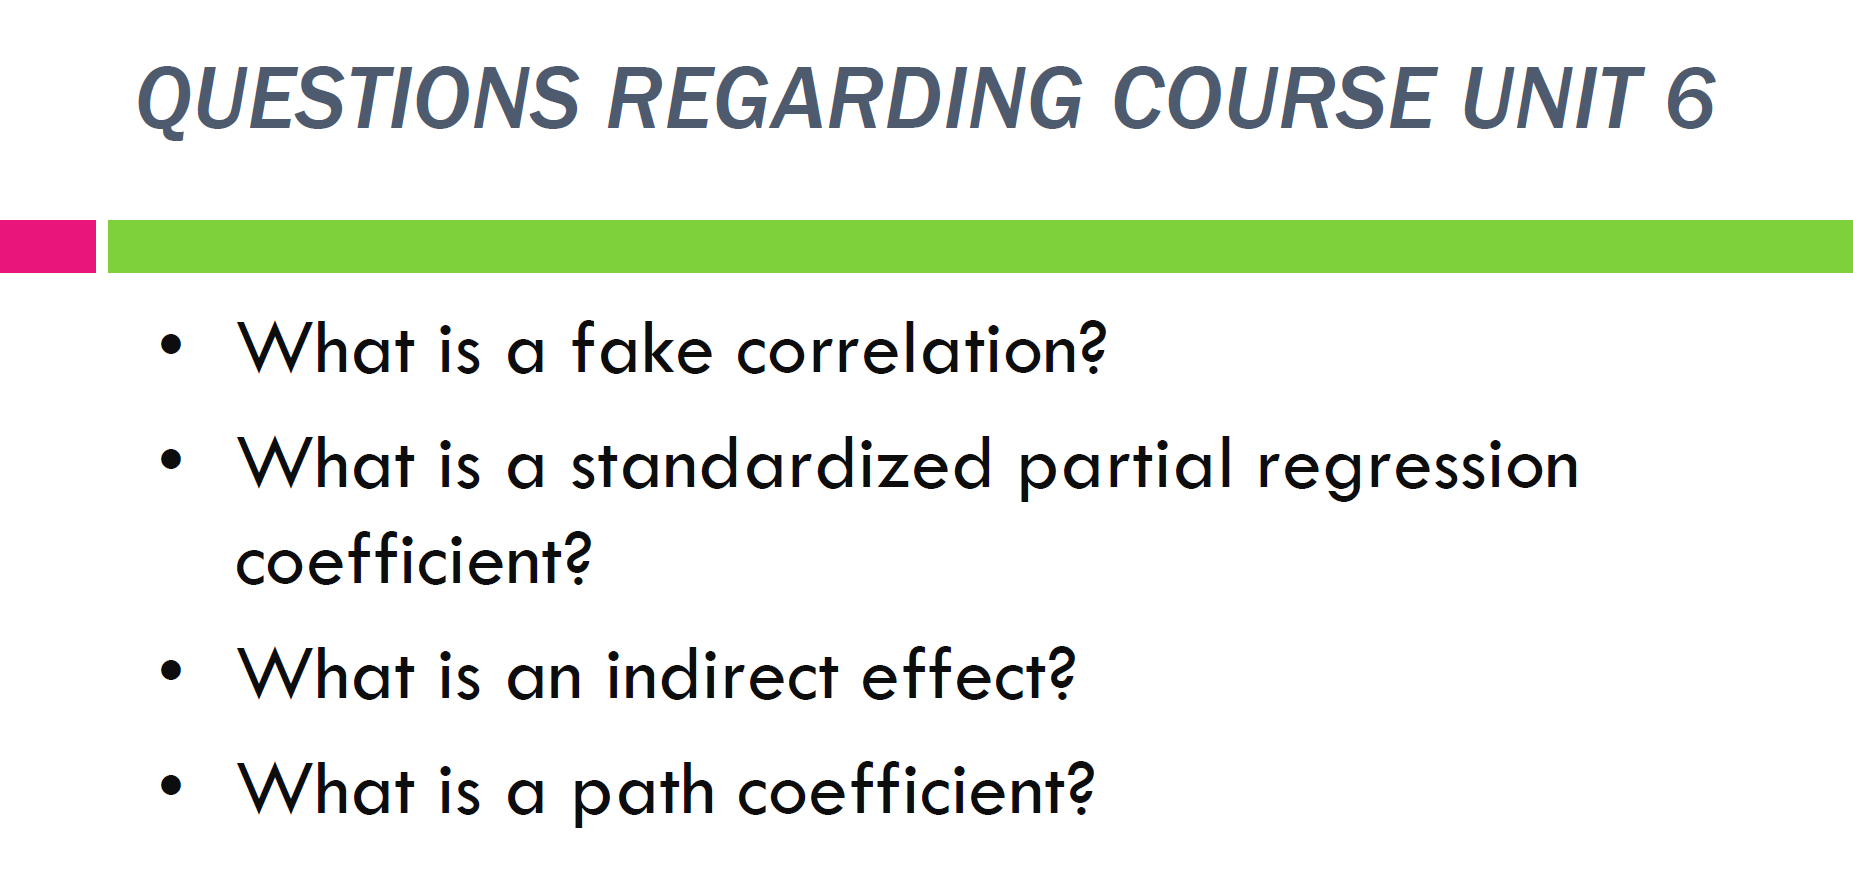 QUESTIONS REGARDING COURSE UNIT 6
• What is a fake correlation?
• What is a standardized partial regression
coefficient?
• What is an indirect effect?
• What is a path coefficient?